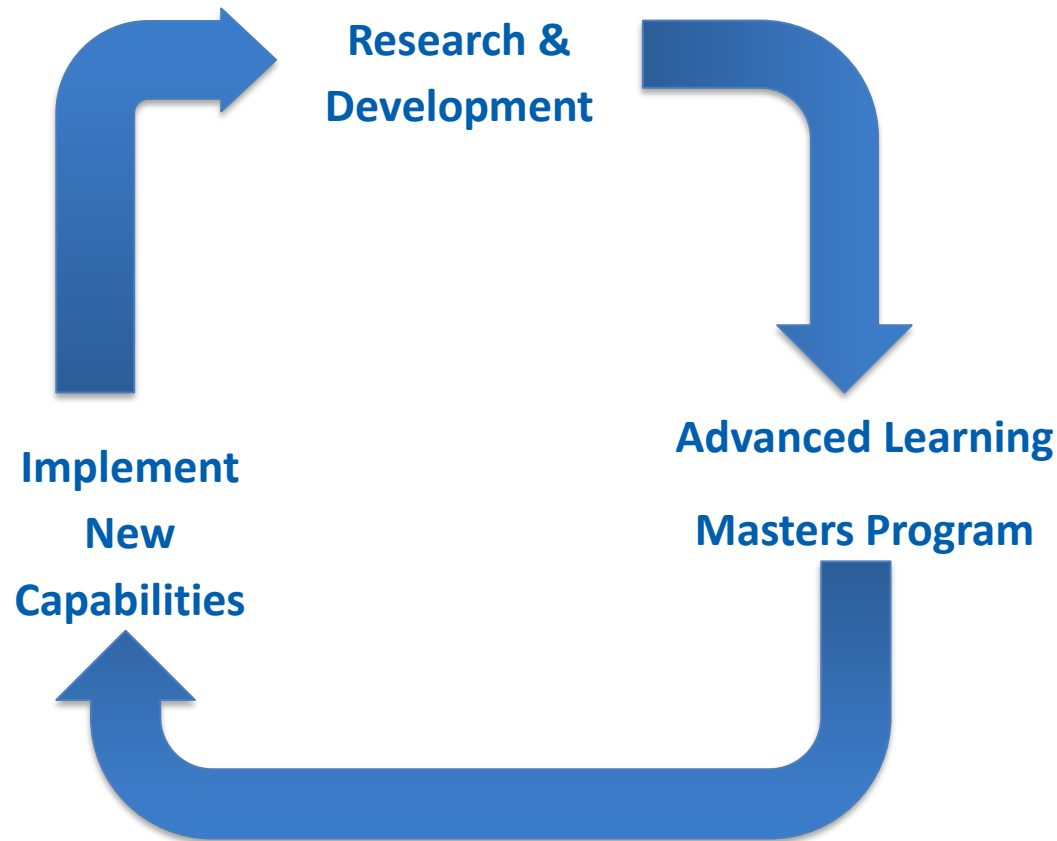 Research &
Development
Advanced Learning
Masters Program
Implement
New
Capabilities